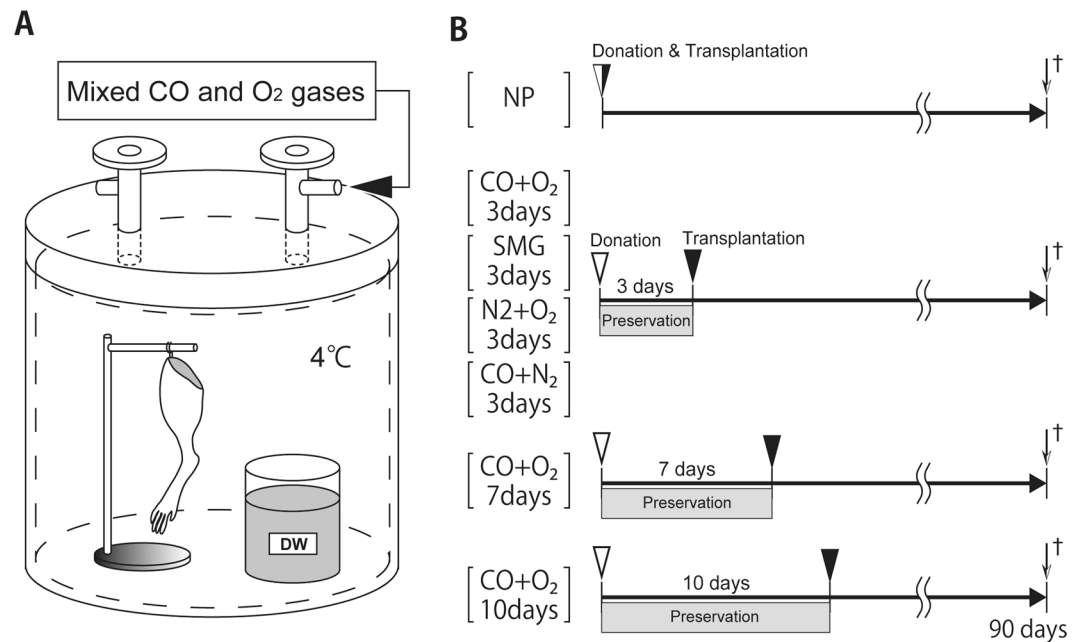 A
Mixed CO and O₂ gases
4℃
DW
B
Donation & Transplantation
†
NP
CO+O₂
3days
SMG
3days
N2+O₂
3days
CO+N₂
3days
Donation
Transplantation
†
3 days
Preservation
CO+O₂
7days
7 days
Preservation
†
CO+O₂
10days
10 days
Preservation
†
90 days